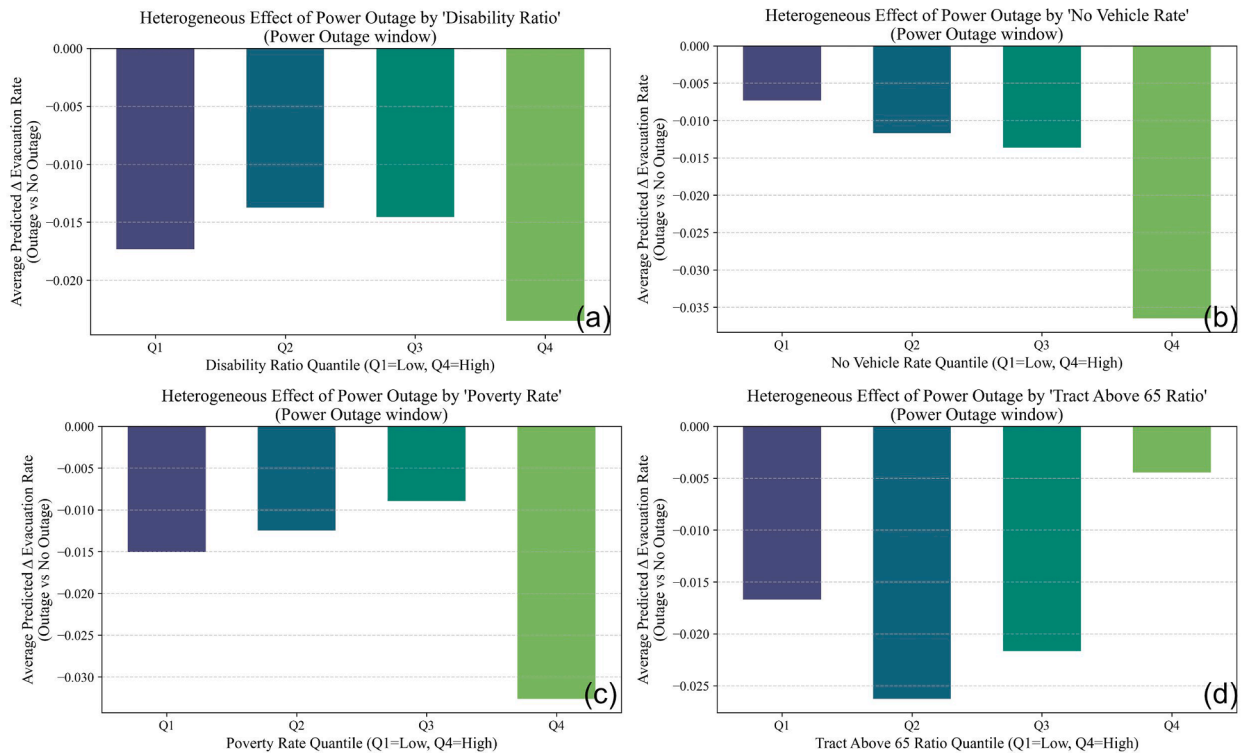 Heterogeneous Effect of Power Outage by 'Disability Ratio'
(Power Outage window)
0.000
−0.005
−0.010
−0.015
−0.020
Average Predicted Δ Evacuation Rate
(Outage vs No Outage)
Q1 Q2 Q3 Q4
Disability Ratio Quantile (Q1=Low, Q4=High)
(a)
Heterogeneous Effect of Power Outage by 'No Vehicle Rate'
(Power Outage window)
0.000
−0.005
−0.010
−0.015
−0.020
−0.025
−0.030
−0.035
Average Predicted Δ Evacuation Rate
(Outage vs No Outage)
Q1 Q2 Q3 Q4
No Vehicle Rate Quantile (Q1=Low, Q4=High)
(b)
Heterogeneous Effect of Power Outage by 'Poverty Rate'
(Power Outage window)
0.000
−0.005
−0.010
−0.015
−0.020
−0.025
−0.030
Average Predicted Δ Evacuation Rate
(Outage vs No Outage)
Q1 Q2 Q3 Q4
Poverty Rate Quantile (Q1=Low, Q4=High)
(c)
Heterogeneous Effect of Power Outage by 'Tract Above 65 Ratio'
(Power Outage window)
0.000
−0.005
−0.010
−0.015
−0.020
−0.025
Average Predicted Δ Evacuation Rate
(Outage vs No Outage)
Q1 Q2 Q3 Q4
Tract Above 65 Ratio Quantile (Q1=Low, Q4=High)
(d)